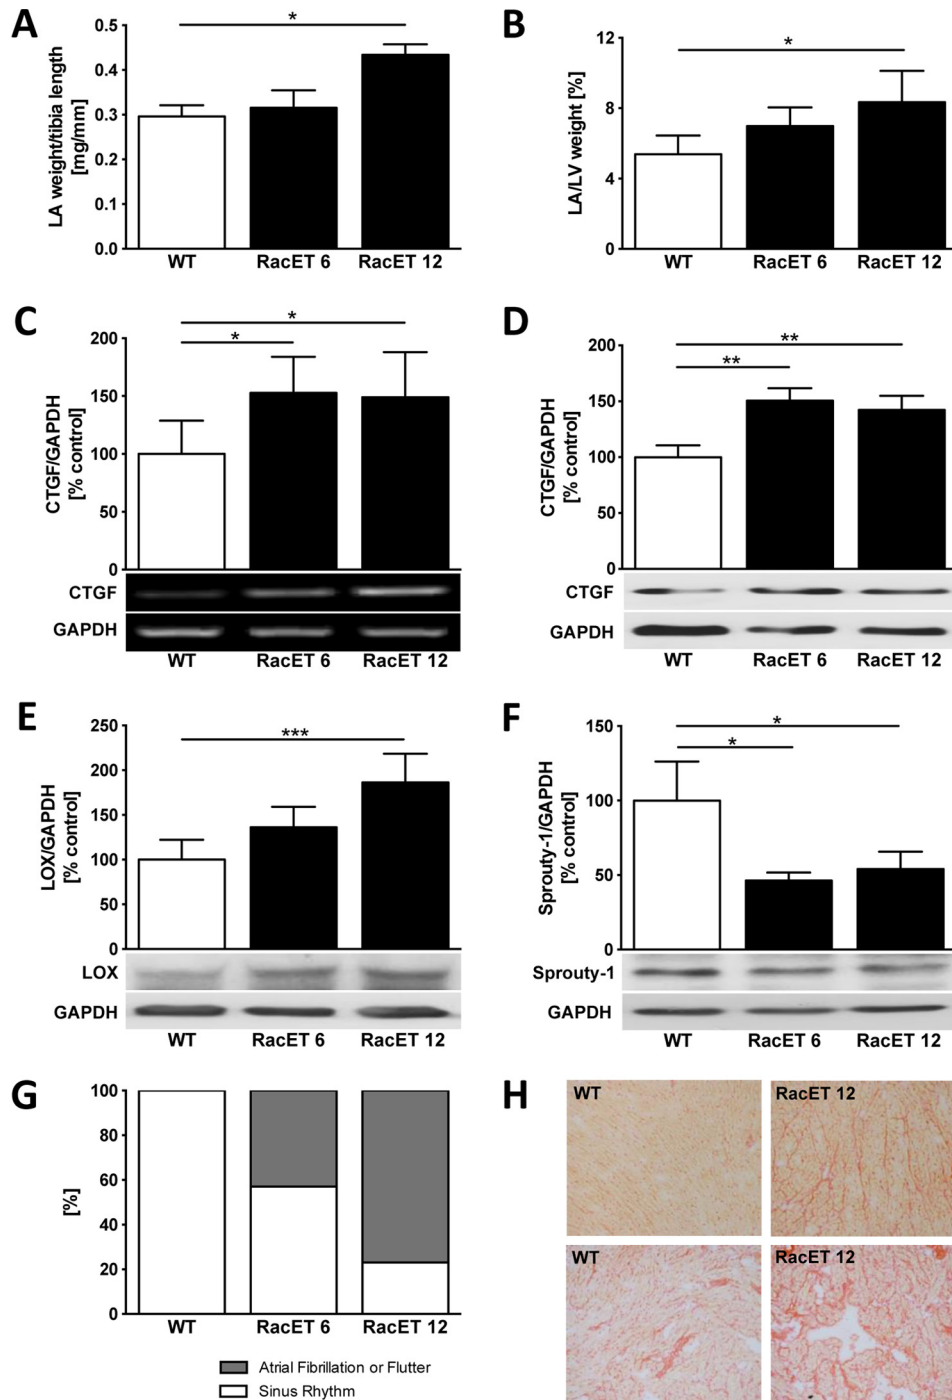 A
LA weight/tibia length
[mg/mm]
0.5
0.4
0.3
0.2
0.1
0.0
*
WT
RacET 6
RacET 12
B
LA/LV weight [%]
12
8
4
0
*
WT
RacET 6
RacET 12
C
CTGF/GAPDH
[% control]
200
150
100
50
0
*
*
CTGF
GAPDH
WT
RacET 6
RacET 12
D
CTGF/GAPDH
[% control]
200
150
100
50
0
**
**
CTGF
GAPDH
WT
RacET 6
RacET 12
E
LOX/GAPDH
[% control]
250
200
150
100
50
0
***
LOX
GAPDH
WT
RacET 6
RacET 12
F
Sprouty-1/GAPDH
[% control]
150
100
50
0
*
*
Sprouty-1
GAPDH
WT
RacET 6
RacET 12
G
[%]
100
80
60
40
20
0
WT
RacET 6
RacET 12
Atrial Fibrillation or Flutter
Sinus Rhythm
H
WT
RacET 12
WT
RacET 12